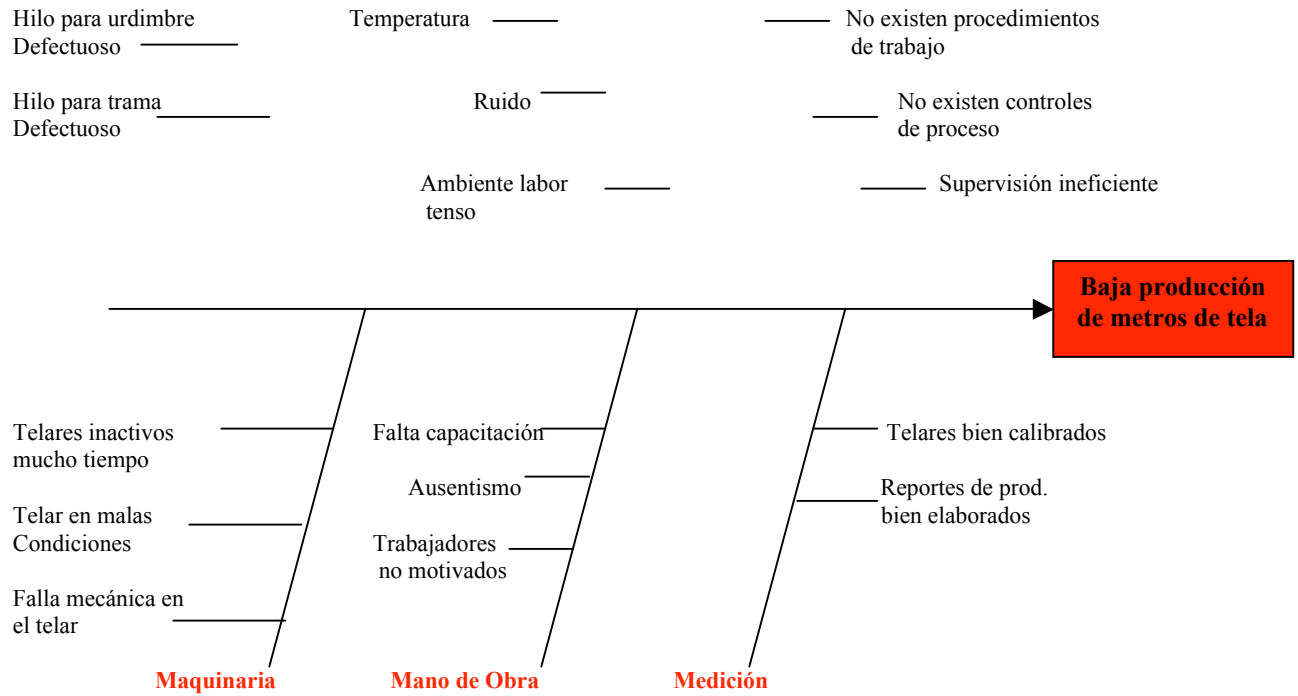 Hilo para urdimbre
Defectuoso
Temperatura
No existen procedimientos
de trabajo
Hilo para trama
Defectuoso
Ruido
No existen controles
de proceso
Ambiente labor
tenso
Supervisión ineficiente
Baja producción
de metros de tela
Telares inactivos
mucho tiempo
Falta capacitación
Telares bien calibrados
Ausentismo
Reportes de prod.
bien elaborados
Telar en malas
Condiciones
Trabajadores
no motivados
Falla mecánica en
el telar
Maquinaria
Mano de Obra
Medición